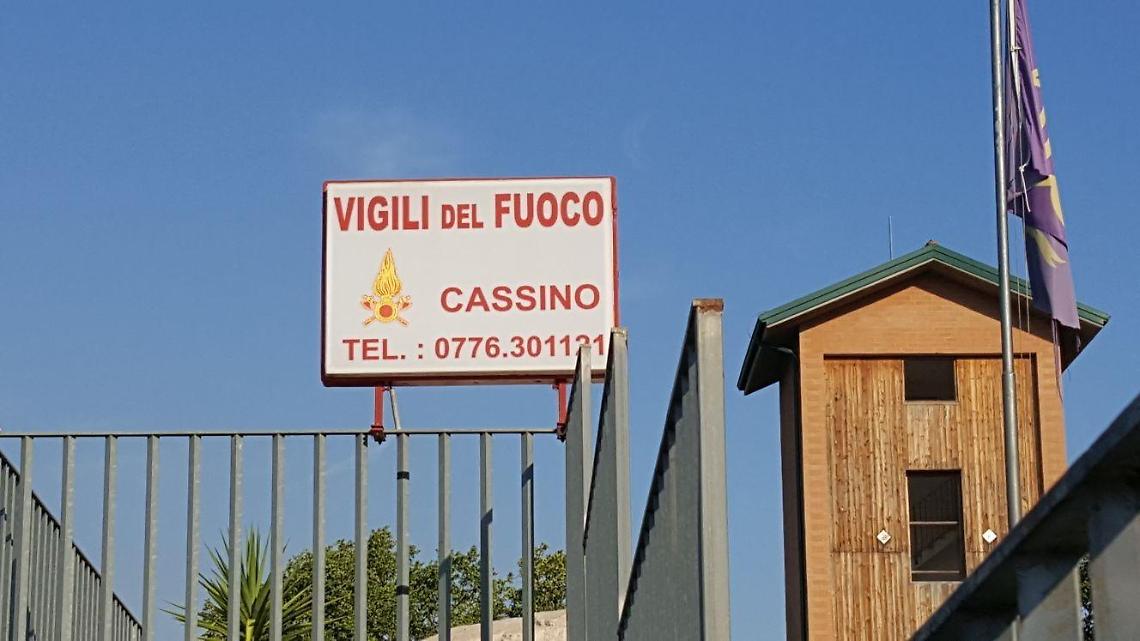 VIGILI DEL FUOCO
CASSINO
TEL. : 0776.301121